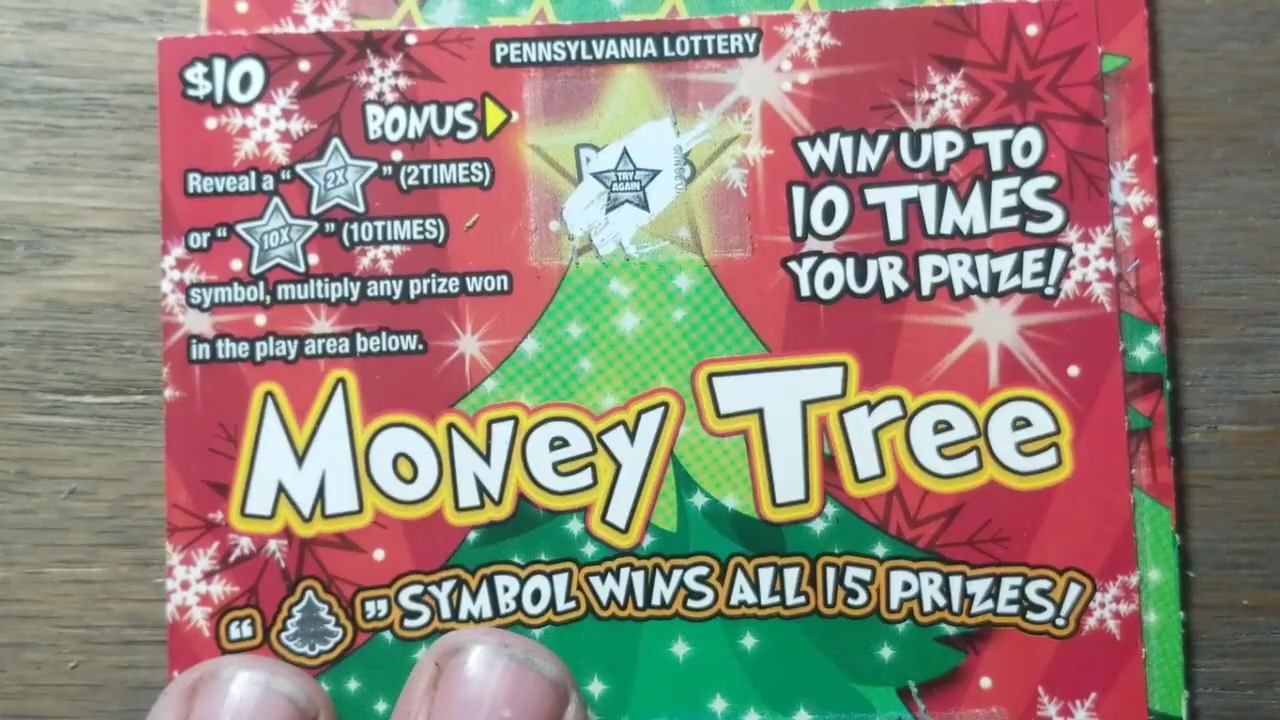 PENNSYLVANIA LOTTERY
$10
BONUS
Reveal a "2X" (2TIMES)
or "10X" (10TIMES)
symbol, multiply any prize won
in the play area below.
TRY
AGAIN
WIN UP TO
10 TIMES
YOUR PRIZE!
MONEY TREE
" " SYMBOL WINS ALL 15 PRIZES!